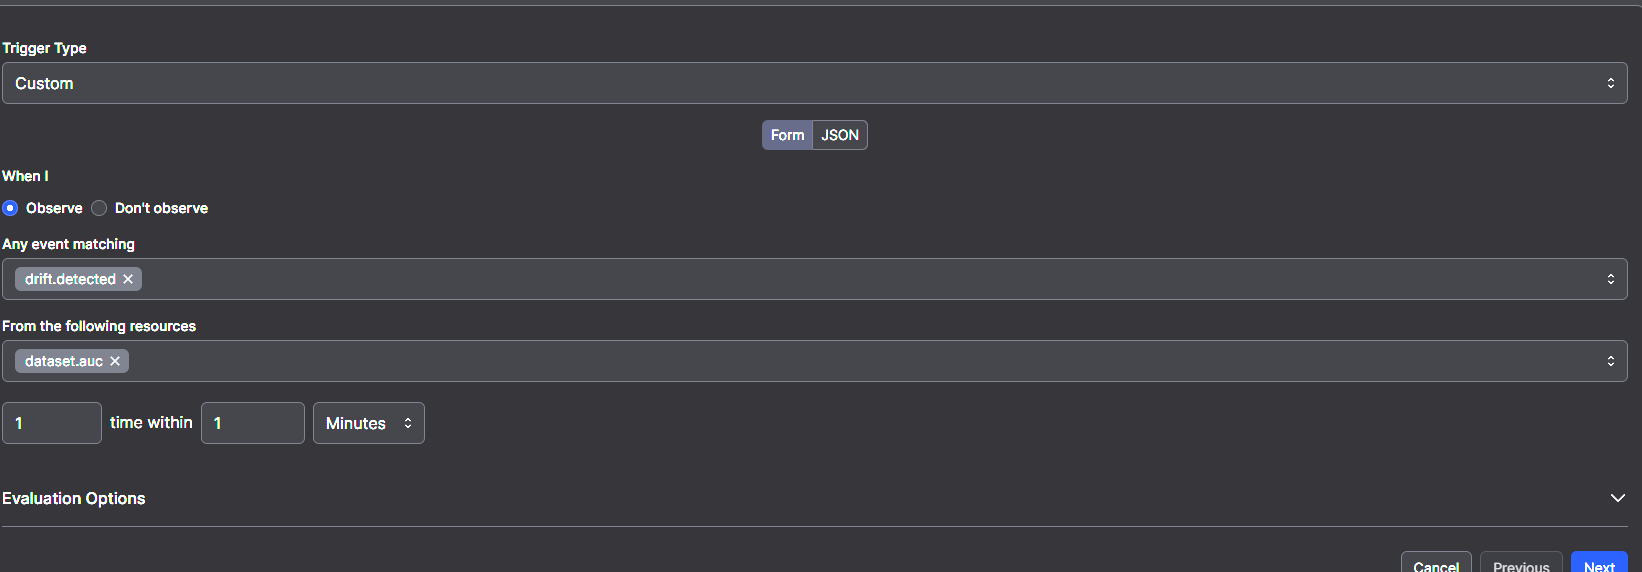 Trigger Type
Custom
Form JSON
When I
Observe Don't observe
Any event matching
drift.detected
From the following resources
dataset.auc
1 time within 1 Minutes
Evaluation Options
Cancel Previous Next